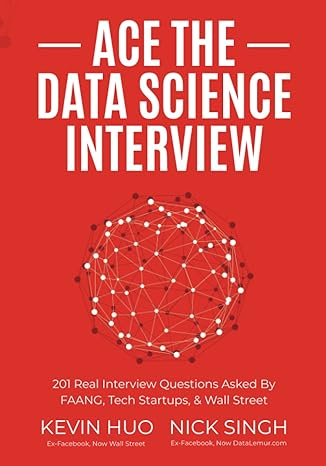 ACE THE
DATA SCIENCE
INTERVIEW
201 Real Interview Questions Asked By
FAANG, Tech Startups, & Wall Street
KEVIN HUO NICK SINGH
Ex-Facebook, Now Wall Street Ex-Facebook, Now DataLemur.com